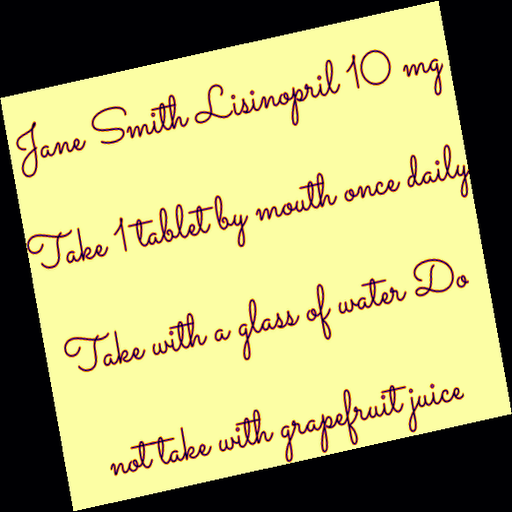 Jane Smith Lisinopril 10 mg
Take 1 tablet by mouth once daily
Take with a glass of water Do
not take with grapefruit juice